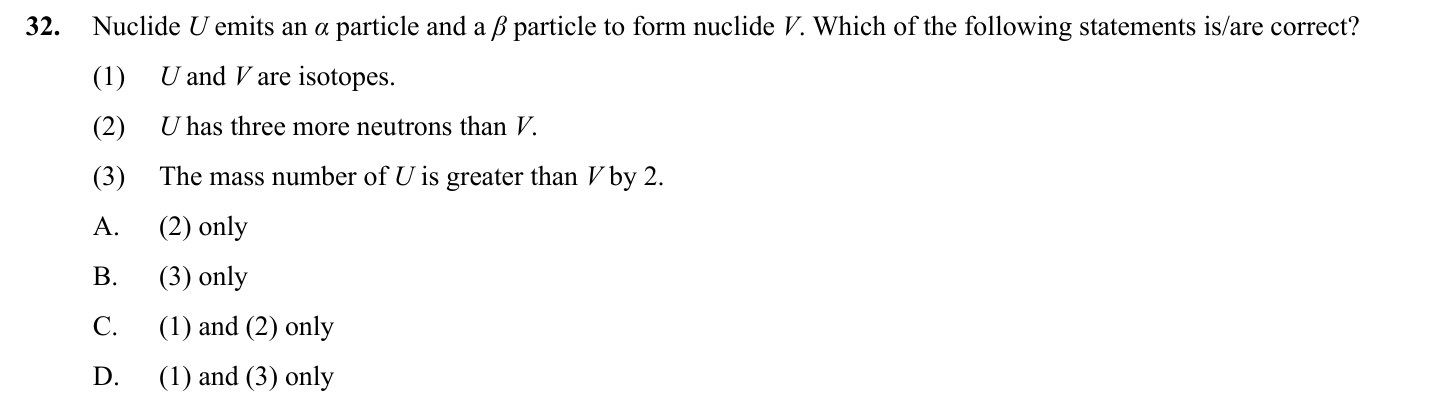 32. Nuclide U emits an α particle and a β particle to form nuclide V. Which of the following statements is/are correct?
(1) U and V are isotopes.
(2) U has three more neutrons than V.
(3) The mass number of U is greater than V by 2.
A. (2) only
B. (3) only
C. (1) and (2) only
D. (1) and (3) only